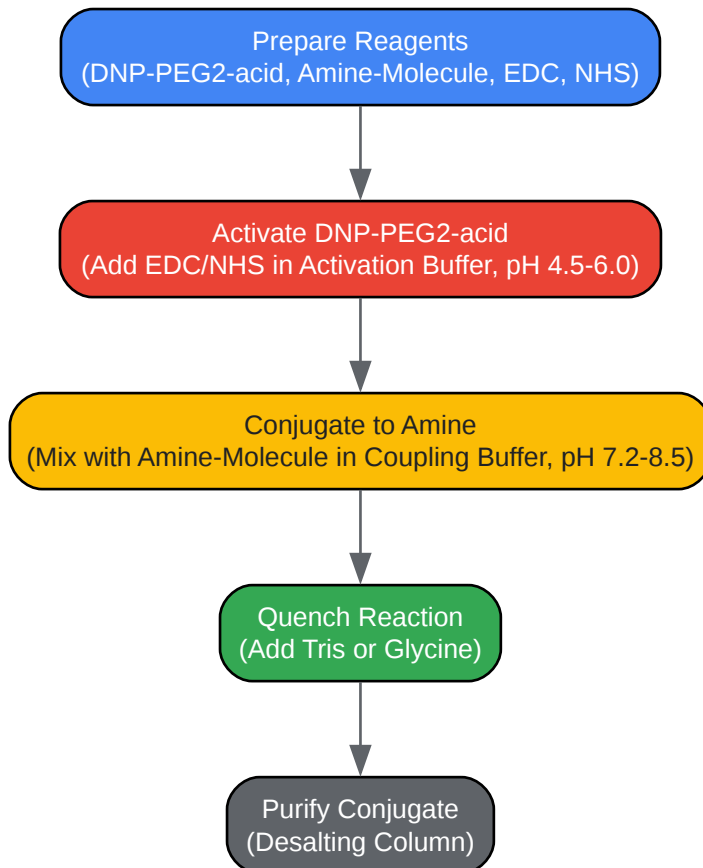 Prepare Reagents
(DNP-PEG2-acid, Amine-Molecule, EDC, NHS)
Activate DNP-PEG2-acid
(Add EDC/NHS in Activation Buffer, pH 4.5-6.0)
Conjugate to Amine
(Mix with Amine-Molecule in Coupling Buffer, pH 7.2-8.5)
Quench Reaction
(Add Tris or Glycine)
Purify Conjugate
(Desalting Column)